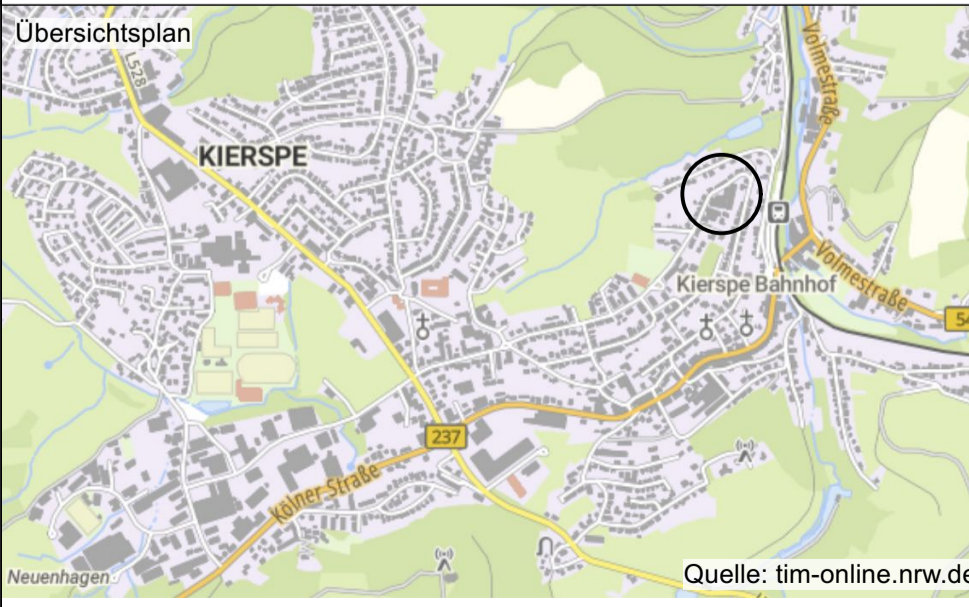 Übersichtsplan
L528
KIERSPE
Volmestraße
Volmestraße
Kierspe Bahnhof
54
237
Kölner-Straße
Neuenhagen
Quelle: tim-online.nrw.de